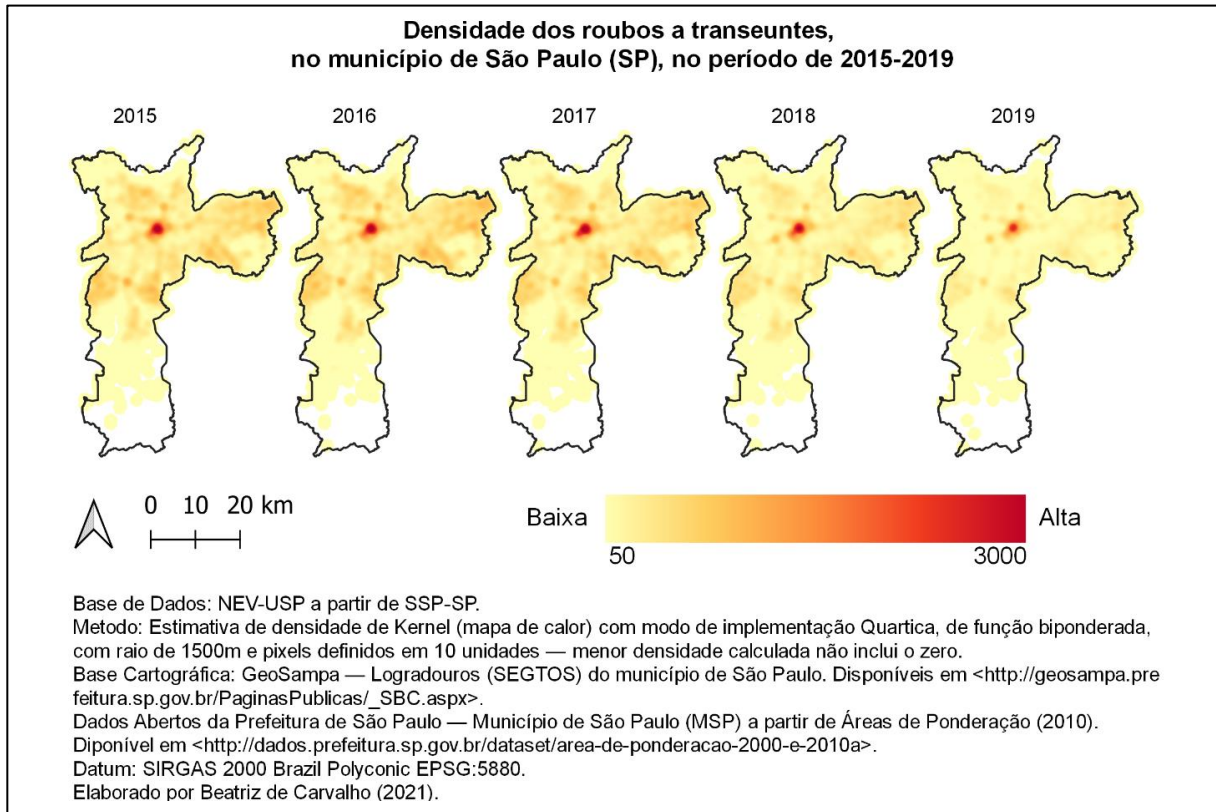 Densidade dos roubos a transeuntes,
no município de São Paulo (SP), no período de 2015-2019
2015 2016 2017 2018 2019
0 10 20 km
Baixa Alta
50 3000
Base de Dados: NEV-USP a partir de SSP-SP.
Metodo: Estimativa de densidade de Kernel (mapa de calor) com modo de implementação Quartica, de função biponderada,
com raio de 1500m e pixels definidos em 10 unidades — menor densidade calculada não inclui o zero.
Base Cartográfica: GeoSampa — Logradouros (SEGTOS) do município de São Paulo. Disponíveis em <http://geosampa.pre
feitura.sp.gov.br/PaginasPublicas/_SBC.aspx>.
Dados Abertos da Prefeitura de São Paulo — Município de São Paulo (MSP) a partir de Áreas de Ponderação (2010).
Diponível em <http://dados.prefeitura.sp.gov.br/dataset/area-de-ponderacao-2000-e-2010a>.
Datum: SIRGAS 2000 Brazil Polyconic EPSG:5880.
Elaborado por Beatriz de Carvalho (2021).